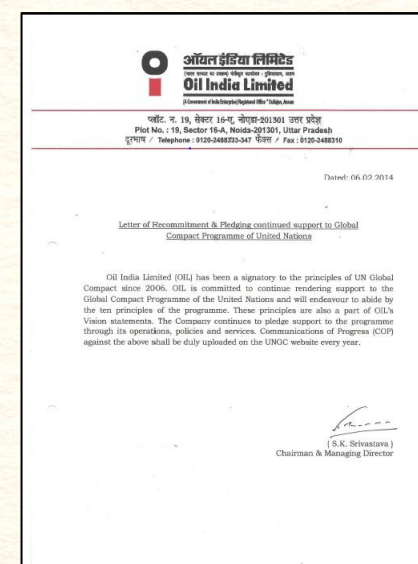 ऑयल इंडिया लिमिटेड
Oil India Limited
(A Government of India Enterprise) Registered Office " Duliajan, Assam
प्लॉट. न. 19, सेक्टर 16-ए, नोएडा-201301 उत्तर प्रदेश
Plot No. : 19, Sector 16-A, Noida-201301, Uttar Pradesh
दूरभाष / Telephone : 0120-2488333-347 फैक्स / Fax : 0120-2488310
Dated: 06.02.2014
Letter of Recommitment & Pledging continued support to Global
Compact Programme of United Nations
Oil India Limited (OIL) has been a signatory to the principles of UN Global
Compact since 2006. OIL is committed to continue rendering support to the
Global Compact Programme of the United Nations and will endeavour to abide by
the ten principles of the programme. These principles are also a part of OIL's
Vision statements. The Company continues to pledge support to the programme
through its operations, policies and services. Communications of Progress (COP)
against the above shall be duly uploaded on the UNGC website every year.
( S.K. Srivastava )
Chairman & Managing Director